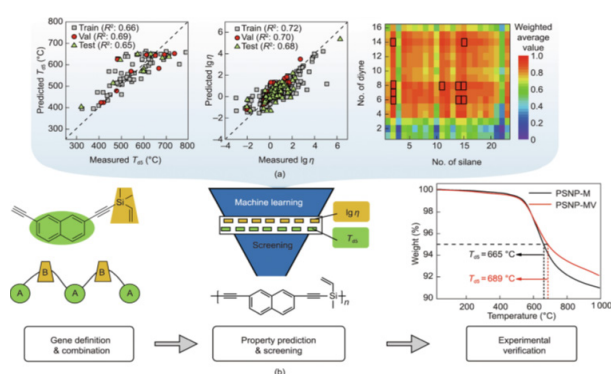 Train (R²: 0.66)
Val (R²: 0.69)
Test (R²: 0.65)
Predicted Td5 (°C)
800
700
600
500
400
300
300 400 500 600 700 800
Measured Td5 (°C)
Train (R²: 0.72)
Val (R²: 0.70)
Test (R²: 0.68)
Predicted lg η
6
4
2
0
−2
−4
−2 0 2 4 6
Measured lg η
Weighted
average
value
No. of diyne
16
14
12
10
8
6
4
2
5 10 15 20
No. of silane
1.0
0.8
0.6
0.4
0.2
0
(a)
Si
B B
A A A
Machine learning
lg η
Td5
Screening
Si
n
Weight (%)
100
98
96
94
92
90
PSNP-M
PSNP-MV
Td5 = 665 °C
Td5 = 689 °C
200 400 600 800 1000
Temperature (°C)
Gene definition
& combination
Property prediction
& screening
Experimental
verification
(b)